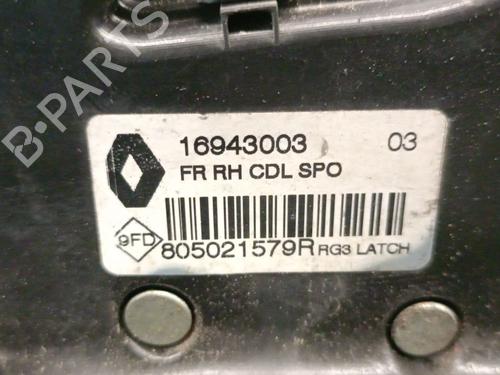 B-PARTS
16943003 03
FR RH CDL SPO
9FD 805021579R RG3 LATCH